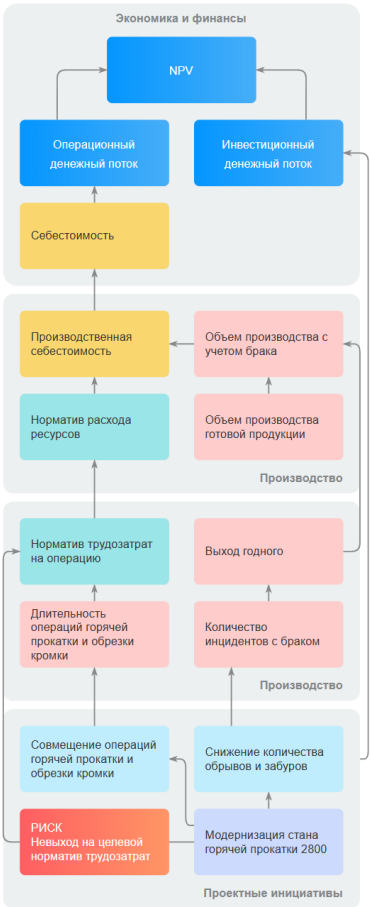 Экономика и финансы
NPV
Операционный
денежный поток
Инвестиционный
денежный поток
Себестоимость
Производственная
себестоимость
Объем производства с
учетом брака
Норматив расхода
ресурсов
Объем производства
готовой продукции
Производство
Норматив трудозатрат
на операцию
Выход годного
Длительность
операций горячей
прокатки и обрезки
кромки
Количество
инцидентов с браком
Производство
Совмещение операций
горячей прокатки и
обрезки кромки
Снижение количества
обрывов и забуров
РИСК
Невыход на целевой
норматив трудозатрат
Модернизация стана
горячей прокатки 2800
Проектные инициативы